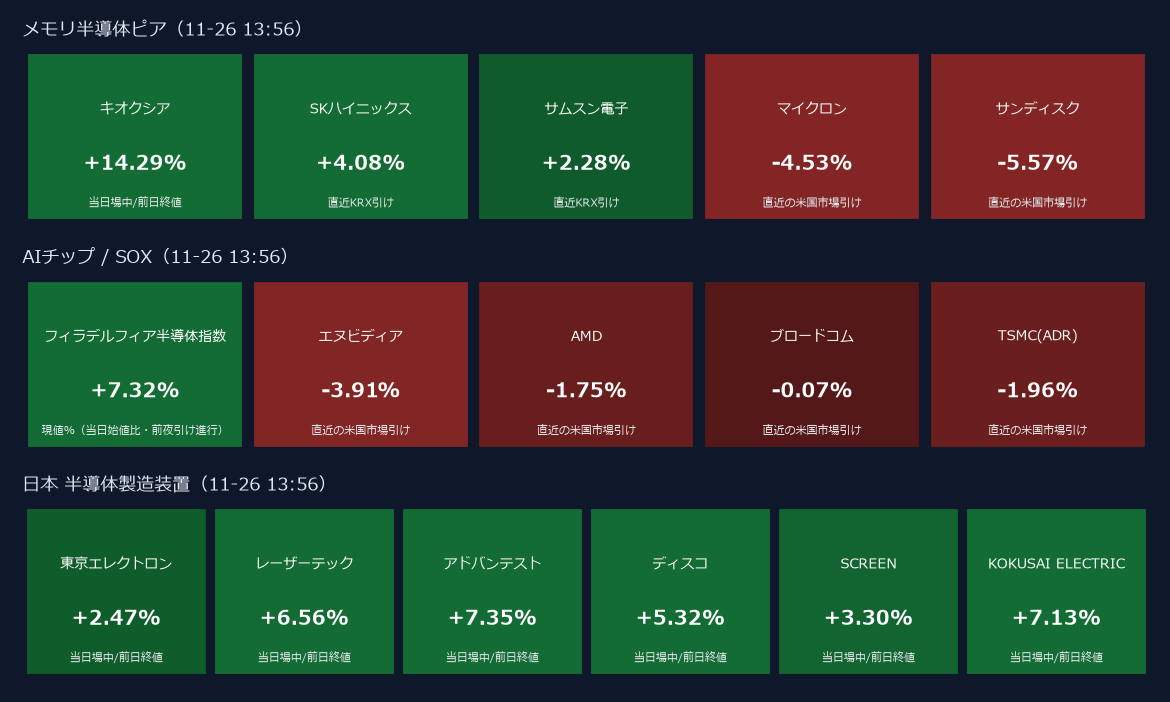 メモリ半導体ピア（11-26 13:56）
キオクシア
+14.29%
当日場中/前日終値
SKハイニックス
+4.08%
直近KRX引け
サムスン電子
+2.28%
直近KRX引け
マイクロン
-4.53%
直近の米国市場引け
サンディスク
-5.57%
直近の米国市場引け
AIチップ / SOX（11-26 13:56）
フィラデルフィア半導体指数
+7.32%
現値%（当日始値比・前夜引け進行）
エヌビディア
-3.91%
直近の米国市場引け
AMD
-1.75%
直近の米国市場引け
ブロードコム
-0.07%
直近の米国市場引け
TSMC(ADR)
-1.96%
直近の米国市場引け
日本 半導体製造装置（11-26 13:56）
東京エレクトロン
+2.47%
当日場中/前日終値
レーザーテック
+6.56%
当日場中/前日終値
アドバンテスト
+7.35%
当日場中/前日終値
ディスコ
+5.32%
当日場中/前日終値
SCREEN
+3.30%
当日場中/前日終値
KOKUSAI ELECTRIC
+7.13%
当日場中/前日終値